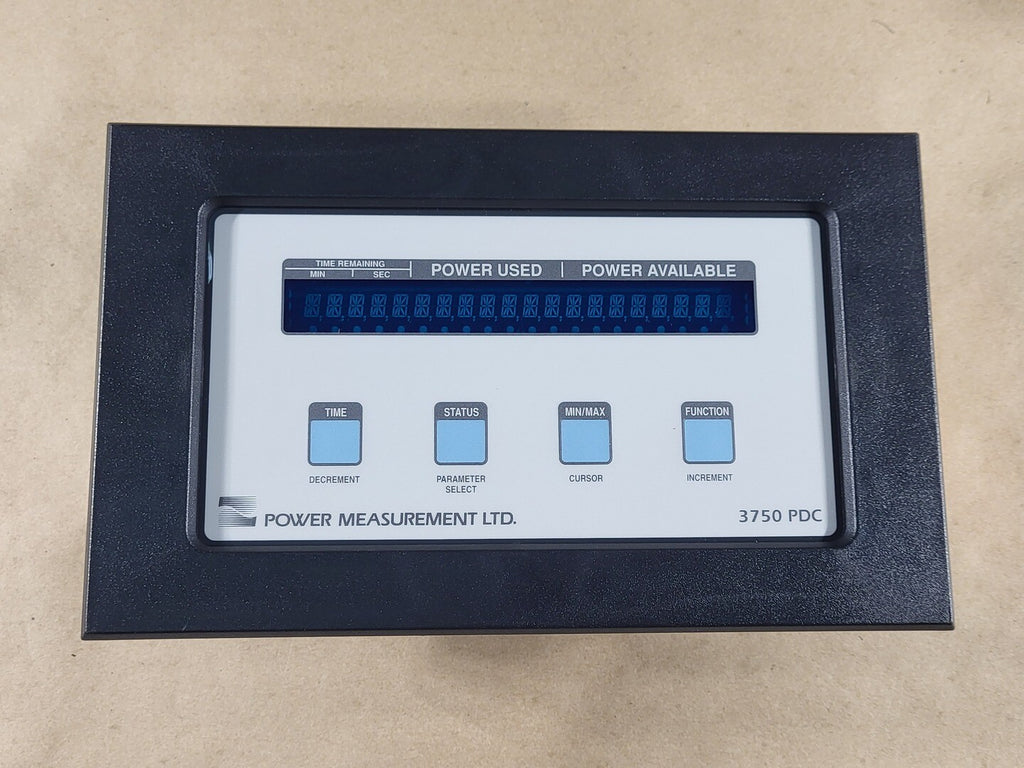 TIME REMAINING
MIN SEC POWER USED POWER AVAILABLE
TIME STATUS MIN/MAX FUNCTION
DECREMENT PARAMETER SELECT CURSOR INCREMENT
POWER MEASUREMENT LTD. 3750 PDC